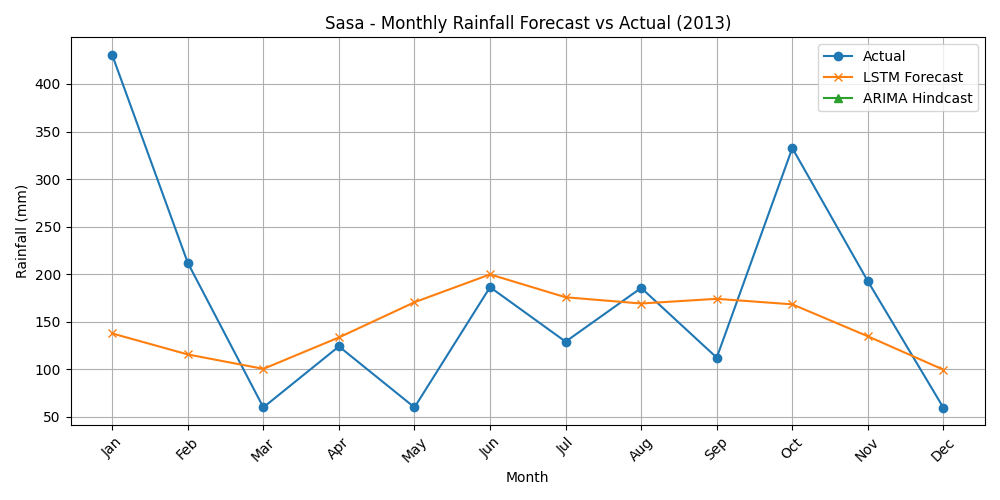 Sasa - Monthly Rainfall Forecast vs Actual (2013)
Actual
LSTM Forecast
ARIMA Hindcast
Rainfall (mm)
400
350
300
250
200
150
100
50
Jan
Feb
Mar
Apr
May
Jun
Jul
Aug
Sep
Oct
Nov
Dec
Month